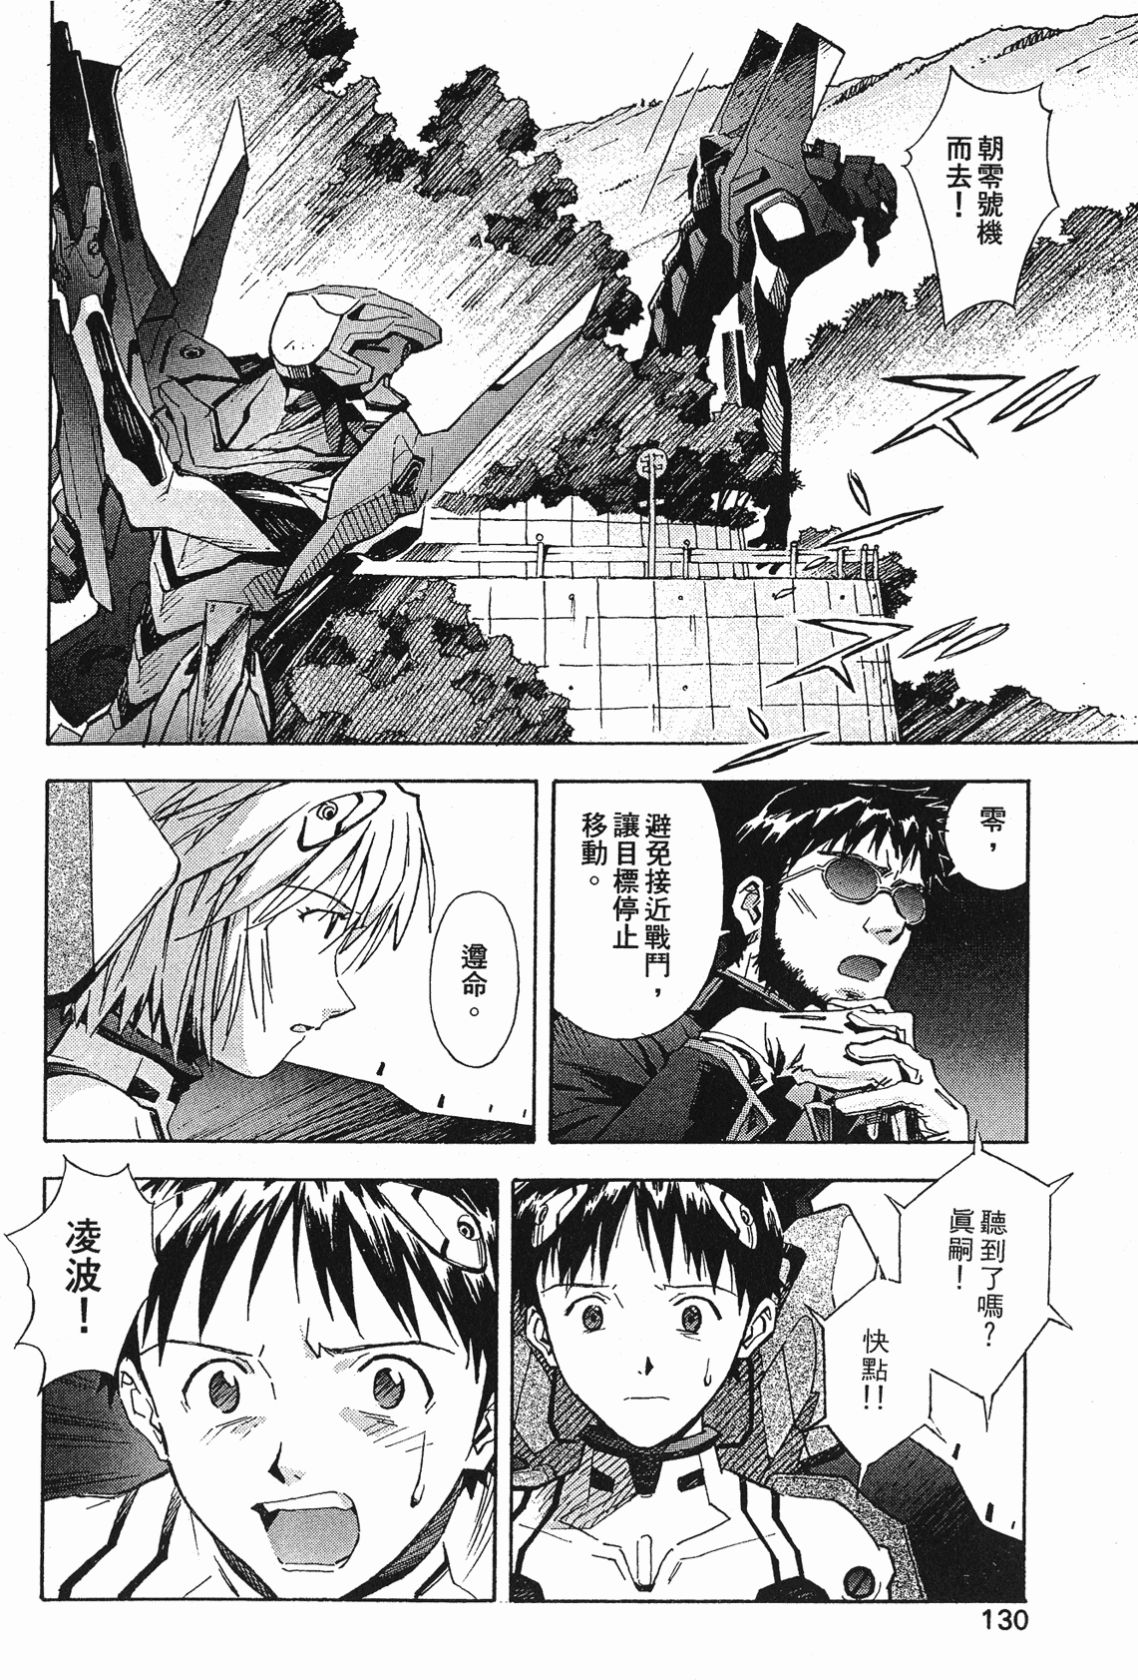 朝零號機
而去！
零，
避免接近戰鬥，
讓目標停止
移動。
遵命。
聽到了嗎？
眞嗣！
快點！！
凌波！
130